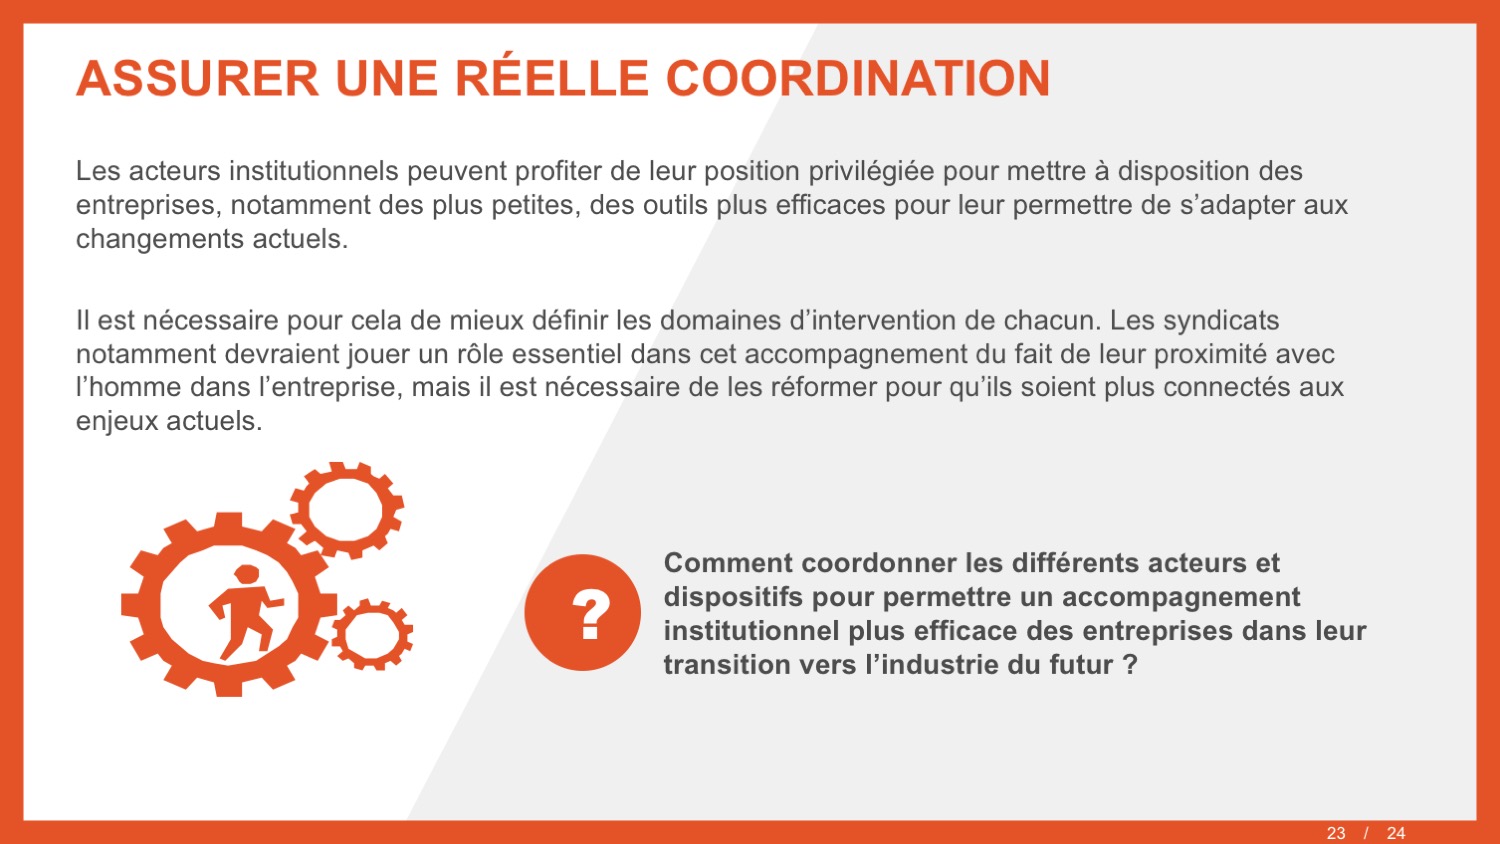 ASSURER UNE RÉELLE COORDINATION
Les acteurs institutionnels peuvent profiter de leur position privilégiée pour mettre à disposition des
entreprises, notamment des plus petites, des outils plus efficaces pour leur permettre de s’adapter aux
changements actuels.
Il est nécessaire pour cela de mieux définir les domaines d’intervention de chacun. Les syndicats
notamment devraient jouer un rôle essentiel dans cet accompagnement du fait de leur proximité avec
l’homme dans l’entreprise, mais il est nécessaire de les réformer pour qu’ils soient plus connectés aux
enjeux actuels.
?
Comment coordonner les différents acteurs et
dispositifs pour permettre un accompagnement
institutionnel plus efficace des entreprises dans leur
transition vers l’industrie du futur ?
23 / 24